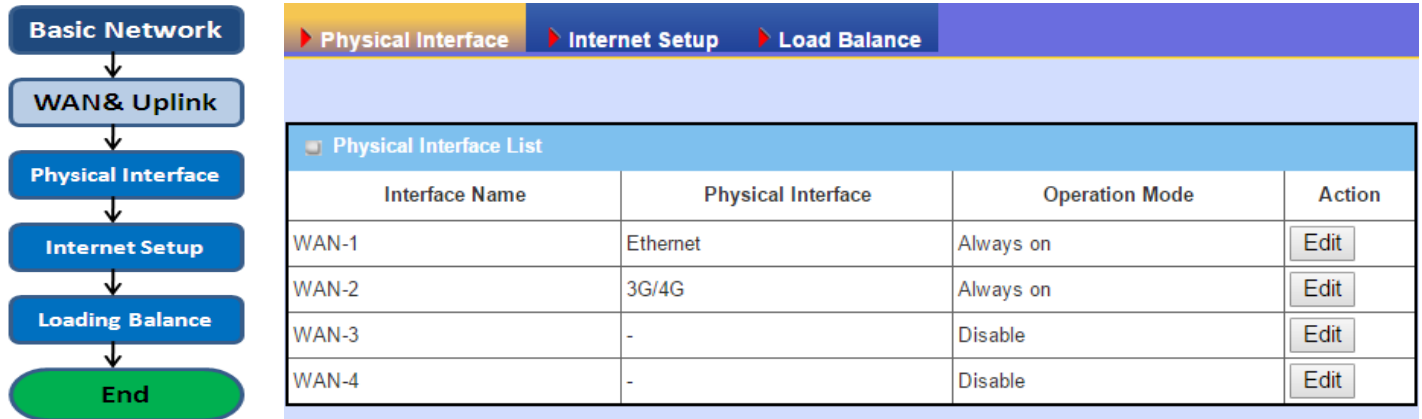 Basic Network
WAN& Uplink
Physical Interface
Internet Setup
Loading Balance
End
Physical Interface Internet Setup Load Balance
Physical Interface List
Interface Name Physical Interface Operation Mode Action
WAN-1 Ethernet Always on Edit
WAN-2 3G/4G Always on Edit
WAN-3 - Disable Edit
WAN-4 - Disable Edit